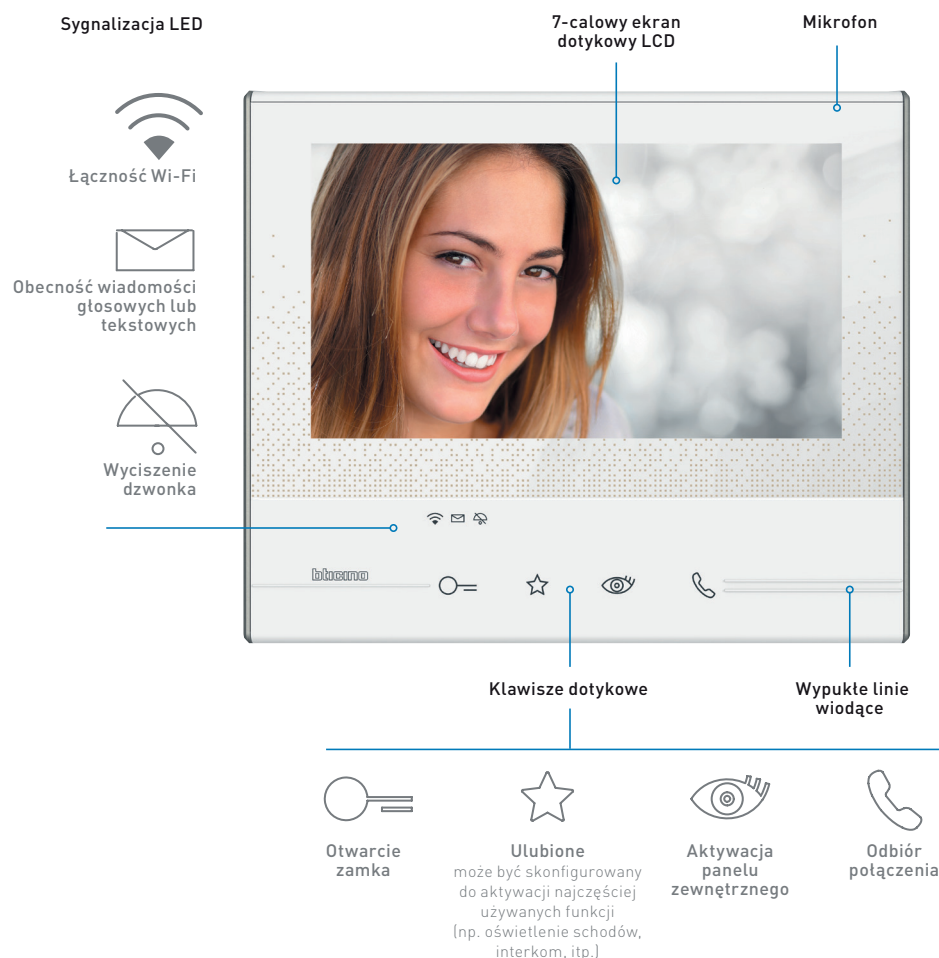 Sygnalizacja LED
7-calowy ekran
dotykowy LCD
Mikrofon
Łączność Wi-Fi
Obecność wiadomości
głosowych lub
tekstowych
Wyciszenie
dzwonka
bticino
Klawisze dotykowe
Wypukłe linie
wiodące
Otwarcie
zamka
Ulubione
może być skonfigurowany
do aktywacji najczęściej
używanych funkcji
(np. oświetlenie schodów,
interkom, itp.)
Aktywacja
panelu
zewnętrznego
Odbiór
połączenia